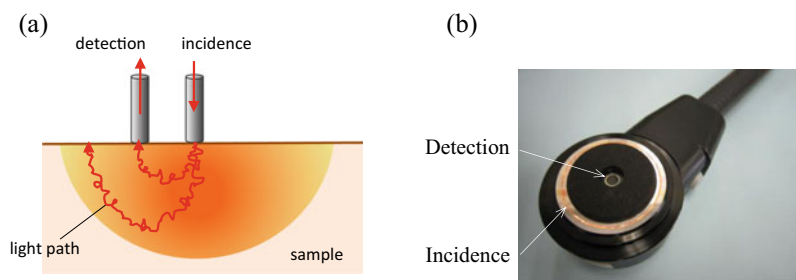 (a)
detection
incidence
light path
sample
(b)
Detection
Incidence